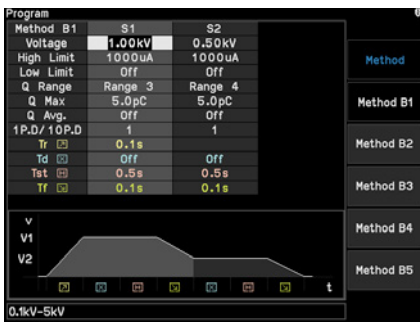 Program
Method B1 S1 S2
Voltage 1.00kV 0.50kV
High Limit 1000uA 1000uA
Low Limit Off Off
Q Range Range 3 Range 4
Q Max 5.0pC 5.0pC
Q Avg. Off Off
1P.D/10P.D 1 1
Tr 0.1s
Td Off Off
Tst 0.5s 0.5s
Tf 0.1s 0.1s
V
V1
V2
t
0.1kV-5kV
Method
Method B1
Method B2
Method B3
Method B4
Method B5